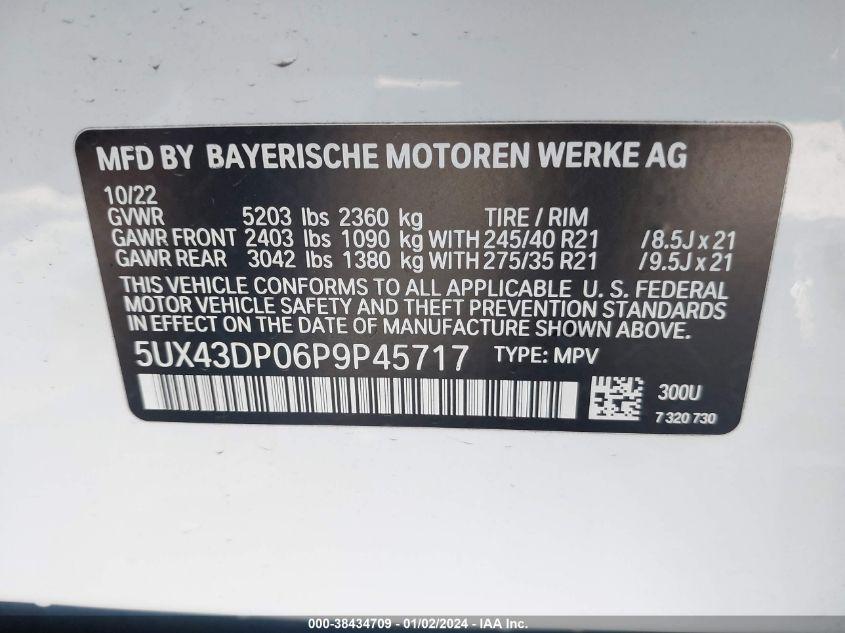 MFD BY BAYERISCHE MOTOREN WERKE AG
10/22
GVWR 5203 lbs 2360 kg TIRE / RIM
GAWR FRONT 2403 lbs 1090 kg WITH 245/40 R21 /8.5J x 21
GAWR REAR 3042 lbs 1380 kg WITH 275/35 R21 /9.5J x 21
THIS VEHICLE CONFORMS TO ALL APPLICABLE U. S. FEDERAL
MOTOR VEHICLE SAFETY AND THEFT PREVENTION STANDARDS
IN EFFECT ON THE DATE OF MANUFACTURE SHOWN ABOVE.
5UX43DP06P9P45717 TYPE: MPV
300U
7 320 730
000-38434709 - 01/02/2024 - IAA Inc.